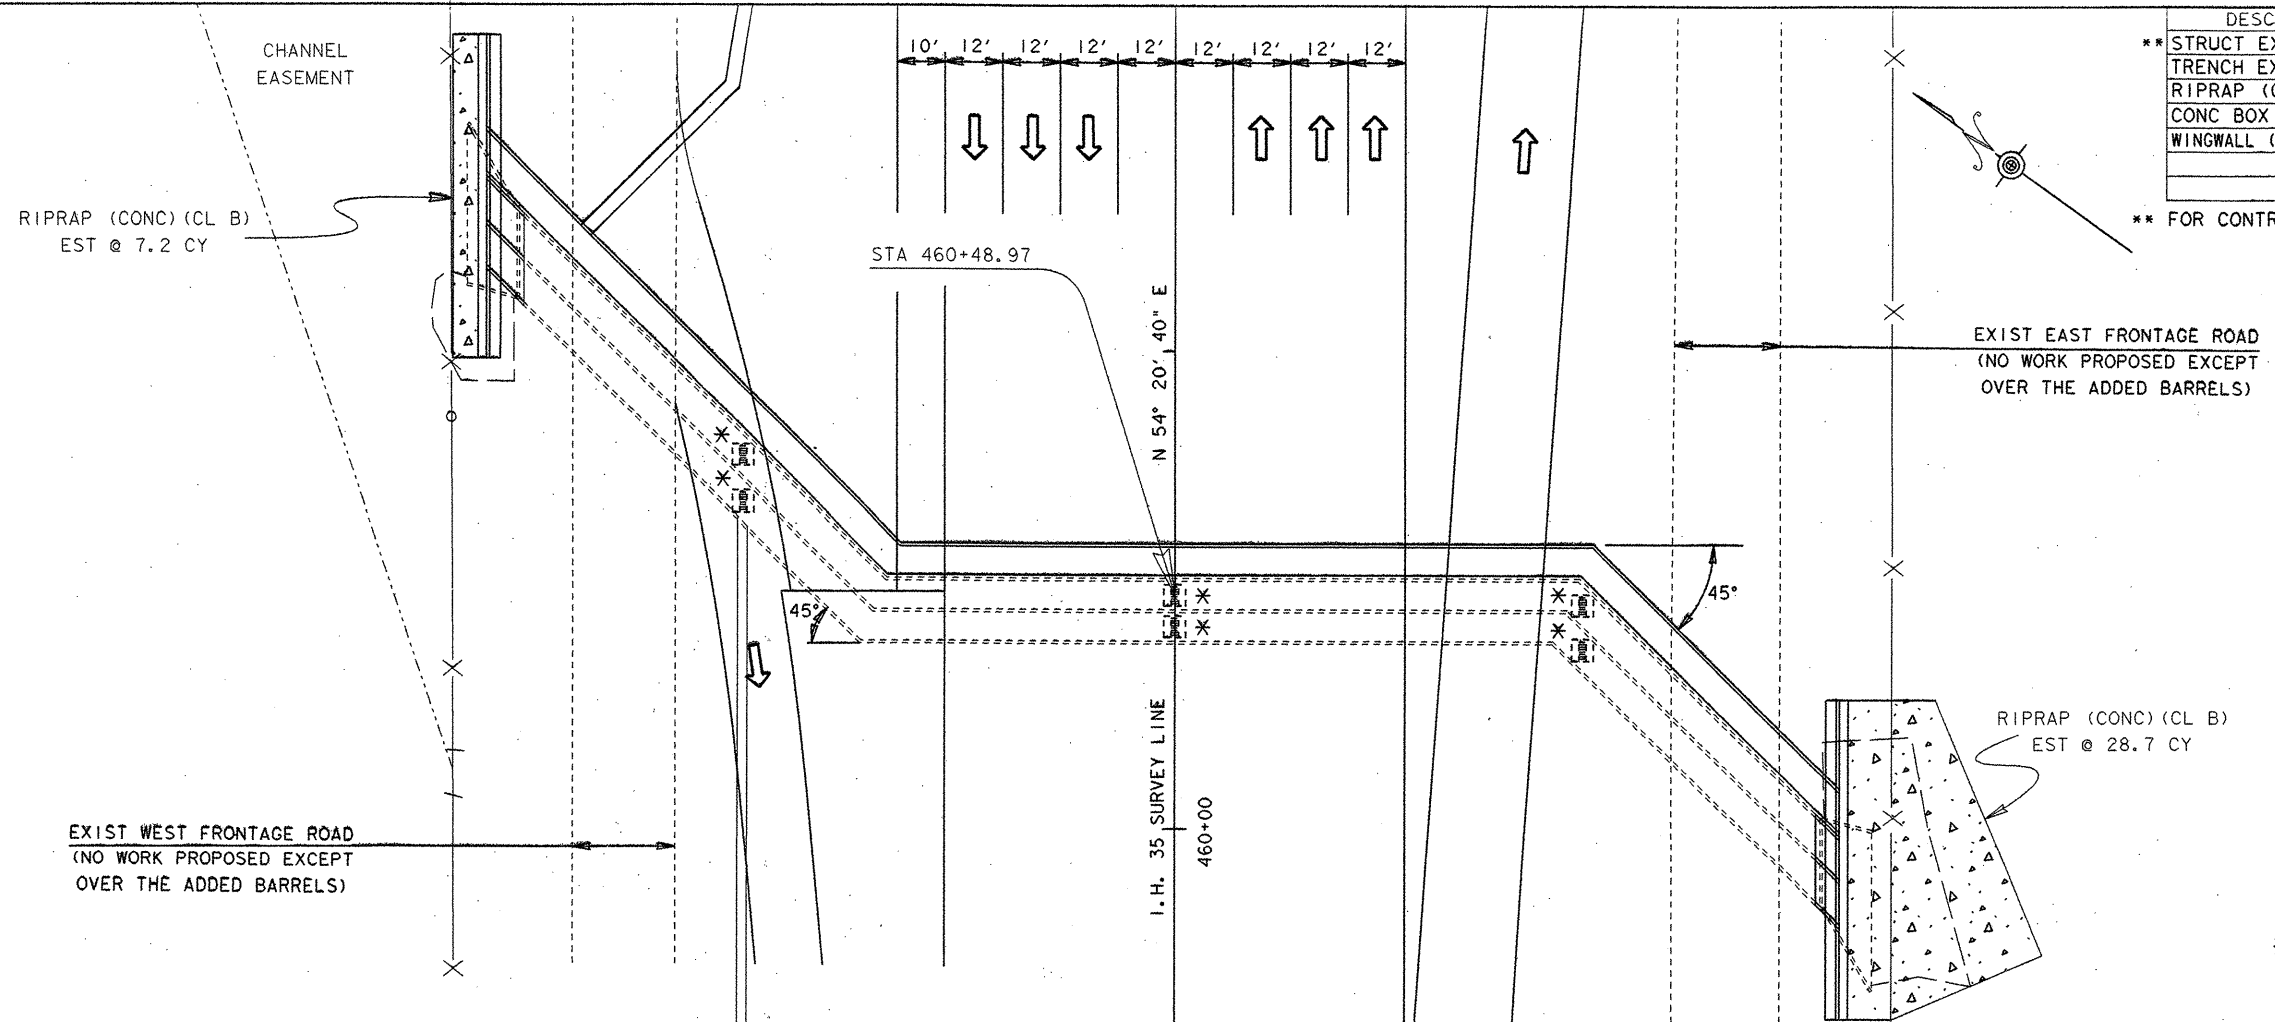 CHANNEL
EASEMENT
10' 12' 12' 12' 12' 12' 12' 12' 12'
DESC
** STRUCT EX
TRENCH EX
RIPRAP (C
CONC BOX
WINGWALL (
** FOR CONTR
RIPRAP (CONC) (CL B)
EST @ 7.2 CY
STA 460+48.97
N 54° 20' 40" E
EXIST EAST FRONTAGE ROAD
(NO WORK PROPOSED EXCEPT
OVER THE ADDED BARRELS)
45°
45°
I.H. 35 SURVEY LINE
460+00
RIPRAP (CONC) (CL B)
EST @ 28.7 CY
EXIST WEST FRONTAGE ROAD
(NO WORK PROPOSED EXCEPT
OVER THE ADDED BARRELS)